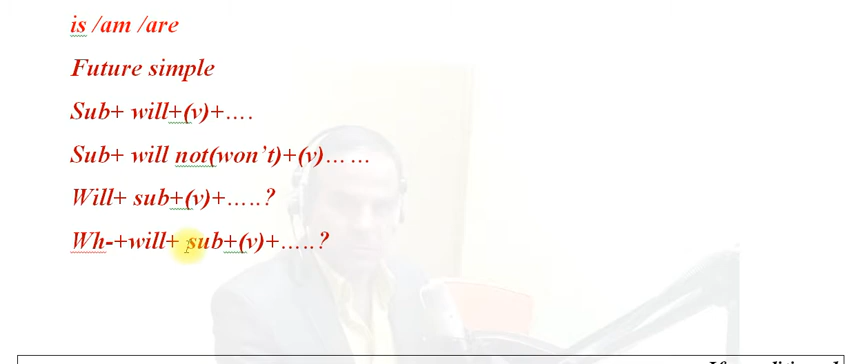 is /am /are
Future simple
Sub+ will+(v)+….
Sub+ will not(won’t)+(v)……
Will+ sub+(v)+…..?
Wh-+will+ sub+(v)+…..?